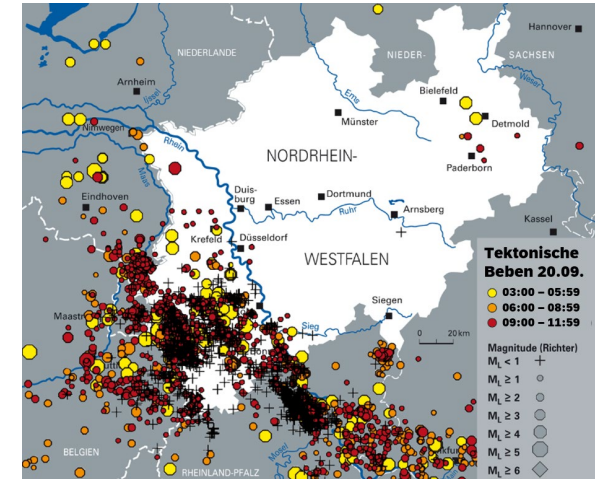 Hannover
NIEDERLANDE
NIEDER-
SACHSEN
Weser
Arnheim
Ijssel
Bielefeld
Ems
Münster
Detmold
Nimwegen
Rhein
NORDRHEIN-
Paderborn
Maas
Eindhoven
Duis-
burg
Essen
Dortmund
Ruhr
Arnsberg
Kassel
Krefeld
Düsseldorf
WESTFALEN
Tektonische
Beben 20.09.
03:00 – 05:59
06:00 – 08:59
09:00 – 11:59
Siegen
Sieg
0
20 km
Magnitude (Richter)
ML < 1
ML ≥ 1
ML ≥ 2
ML ≥ 3
ML ≥ 4
ML ≥ 5
ML ≥ 6
BELGIEN
RHEINLAND-PFALZ
Mosel